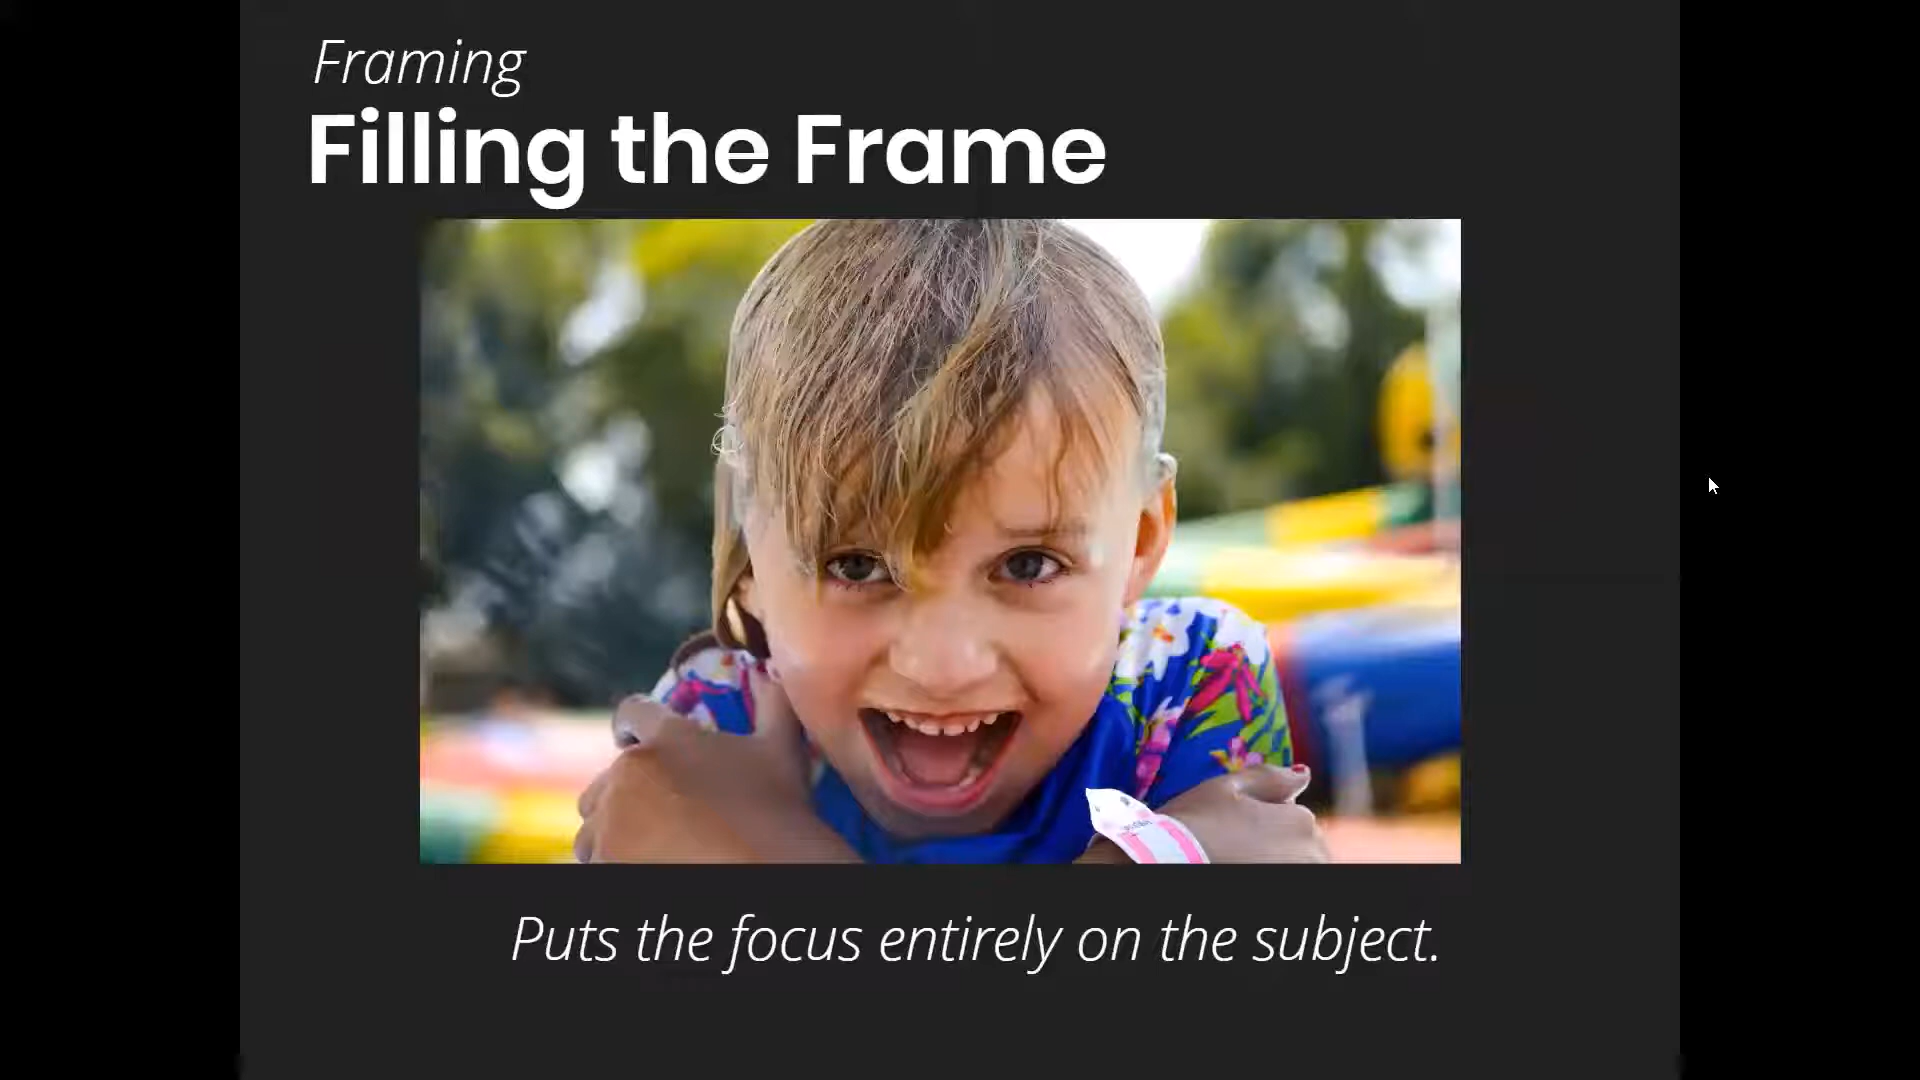 Framing
Filling the Frame
Puts the focus entirely on the subject.